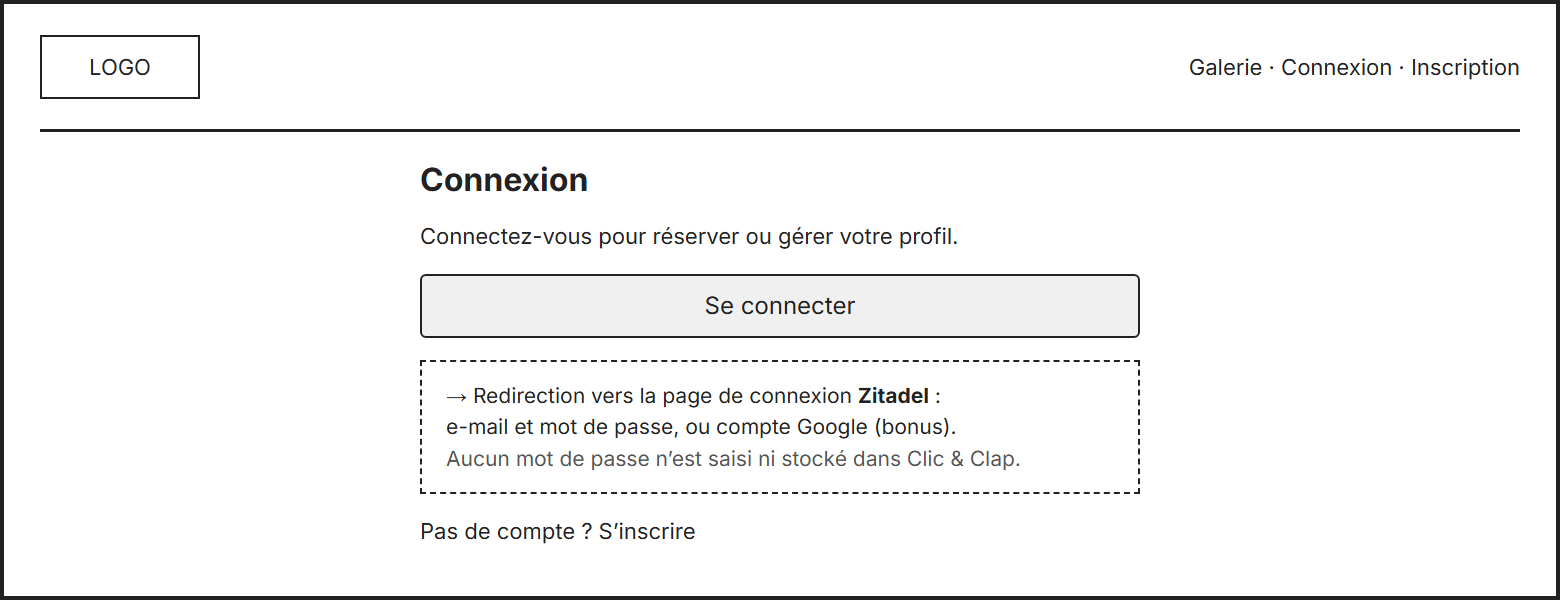 LOGO
Galerie · Connexion · Inscription
Connexion
Connectez-vous pour réserver ou gérer votre profil.
Se connecter
→ Redirection vers la page de connexion Zitadel :
e-mail et mot de passe, ou compte Google (bonus).
Aucun mot de passe n’est saisi ni stocké dans Clic & Clap.
Pas de compte ? S’inscrire